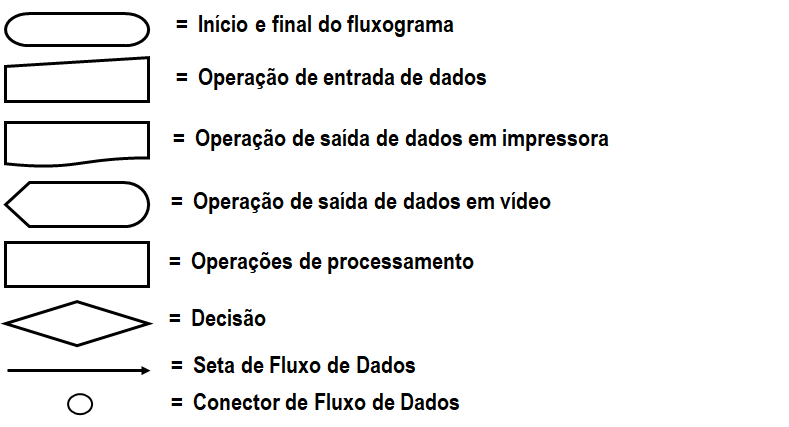 = Início e final do fluxograma
= Operação de entrada de dados
= Operação de saída de dados em impressora
= Operação de saída de dados em vídeo
= Operações de processamento
= Decisão
= Seta de Fluxo de Dados
= Conector de Fluxo de Dados